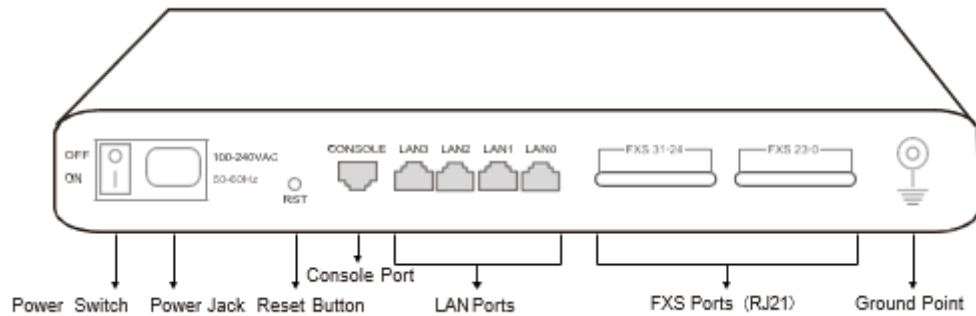 OFF
ON
100-240VAC
50-60Hz
RST
CONSOLE LAN3 LAN2 LAN1 LAN0
FXS 31-24 FXS 23-0
Console Port
Power Switch Power Jack Reset Button LAN Ports FXS Ports (RJ21) Ground Point